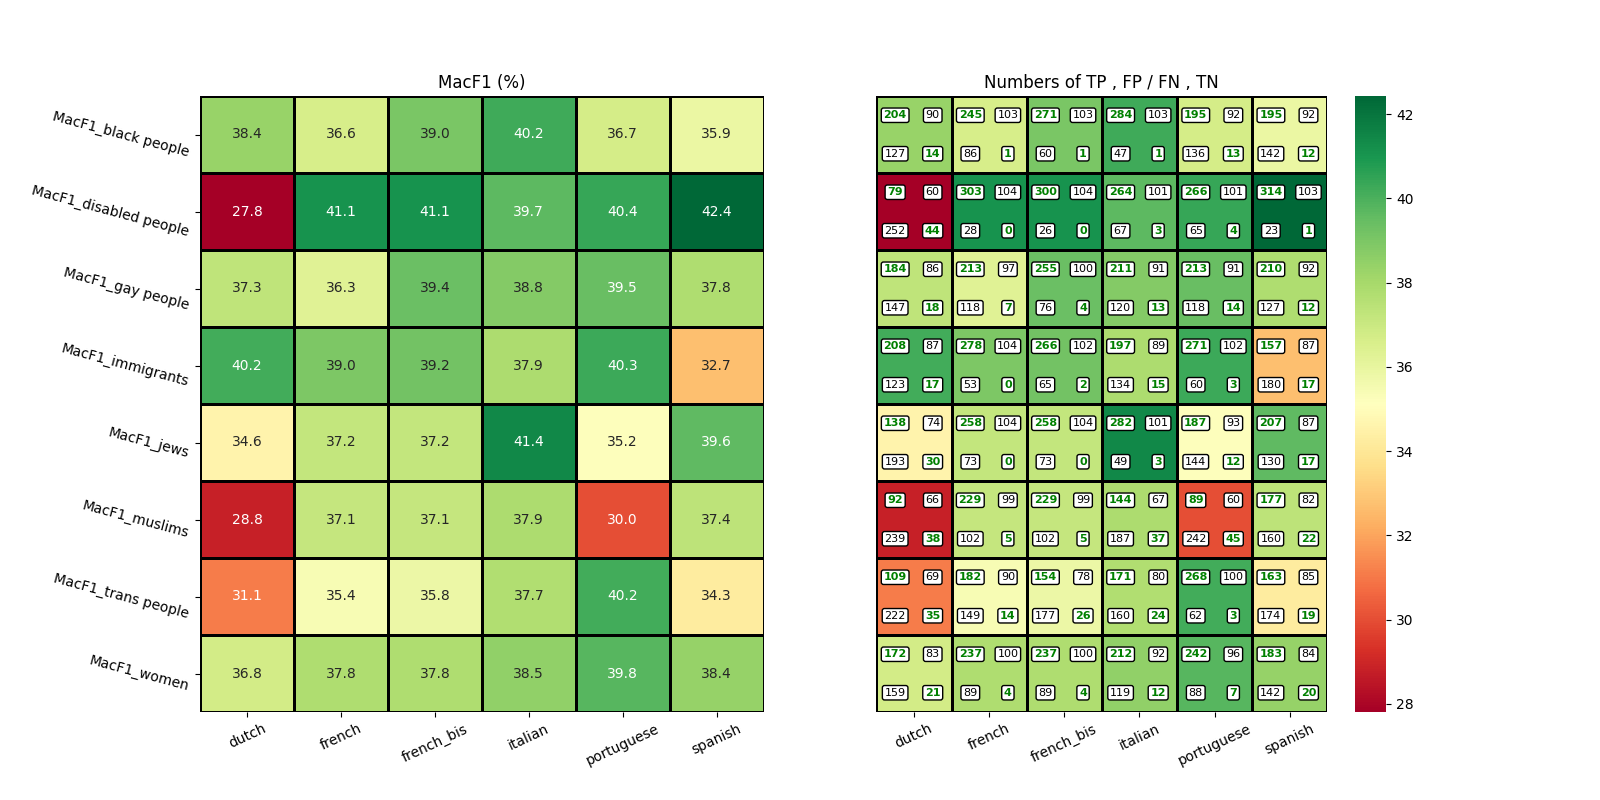 MacF1 (%)
MacF1_black people 38.4 36.6 39.0 40.2 36.7 35.9
MacF1_disabled people 27.8 41.1 41.1 39.7 40.4 42.4
MacF1_gay people 37.3 36.3 39.4 38.8 39.5 37.8
MacF1_immigrants 40.2 39.0 39.2 37.9 40.3 32.7
MacF1_jews 34.6 37.2 37.2 41.4 35.2 39.6
MacF1_muslims 28.8 37.1 37.1 37.9 30.0 37.4
MacF1_trans people 31.1 35.4 35.8 37.7 40.2 34.3
MacF1_women 36.8 37.8 37.8 38.5 39.8 38.4
dutch french french_bis italian portuguese spanish
Numbers of TP , FP / FN , TN
204 90 245 103 271 103 284 103 195 92 195 92
127 14 86 1 60 1 47 1 136 13 142 12
79 60 303 104 300 104 264 101 266 101 314 103
252 44 28 0 26 0 67 3 65 4 23 1
184 86 213 97 255 100 211 91 213 91 210 92
147 18 118 7 76 4 120 13 118 14 127 12
208 87 278 104 266 102 197 89 271 102 157 87
123 17 53 0 65 2 134 15 60 3 180 17
138 74 258 104 258 104 282 101 187 93 207 87
193 30 73 0 73 0 49 3 144 12 130 17
92 66 229 99 229 99 144 67 89 60 177 82
239 38 102 5 102 5 187 37 242 45 160 22
109 69 182 90 154 78 171 80 268 100 163 85
222 35 149 14 177 26 160 24 62 3 174 19
172 83 237 100 237 100 212 92 242 96 183 84
159 21 89 4 89 4 119 12 88 7 142 20
dutch french french_bis italian portuguese spanish
42
40
38
36
34
32
30
28